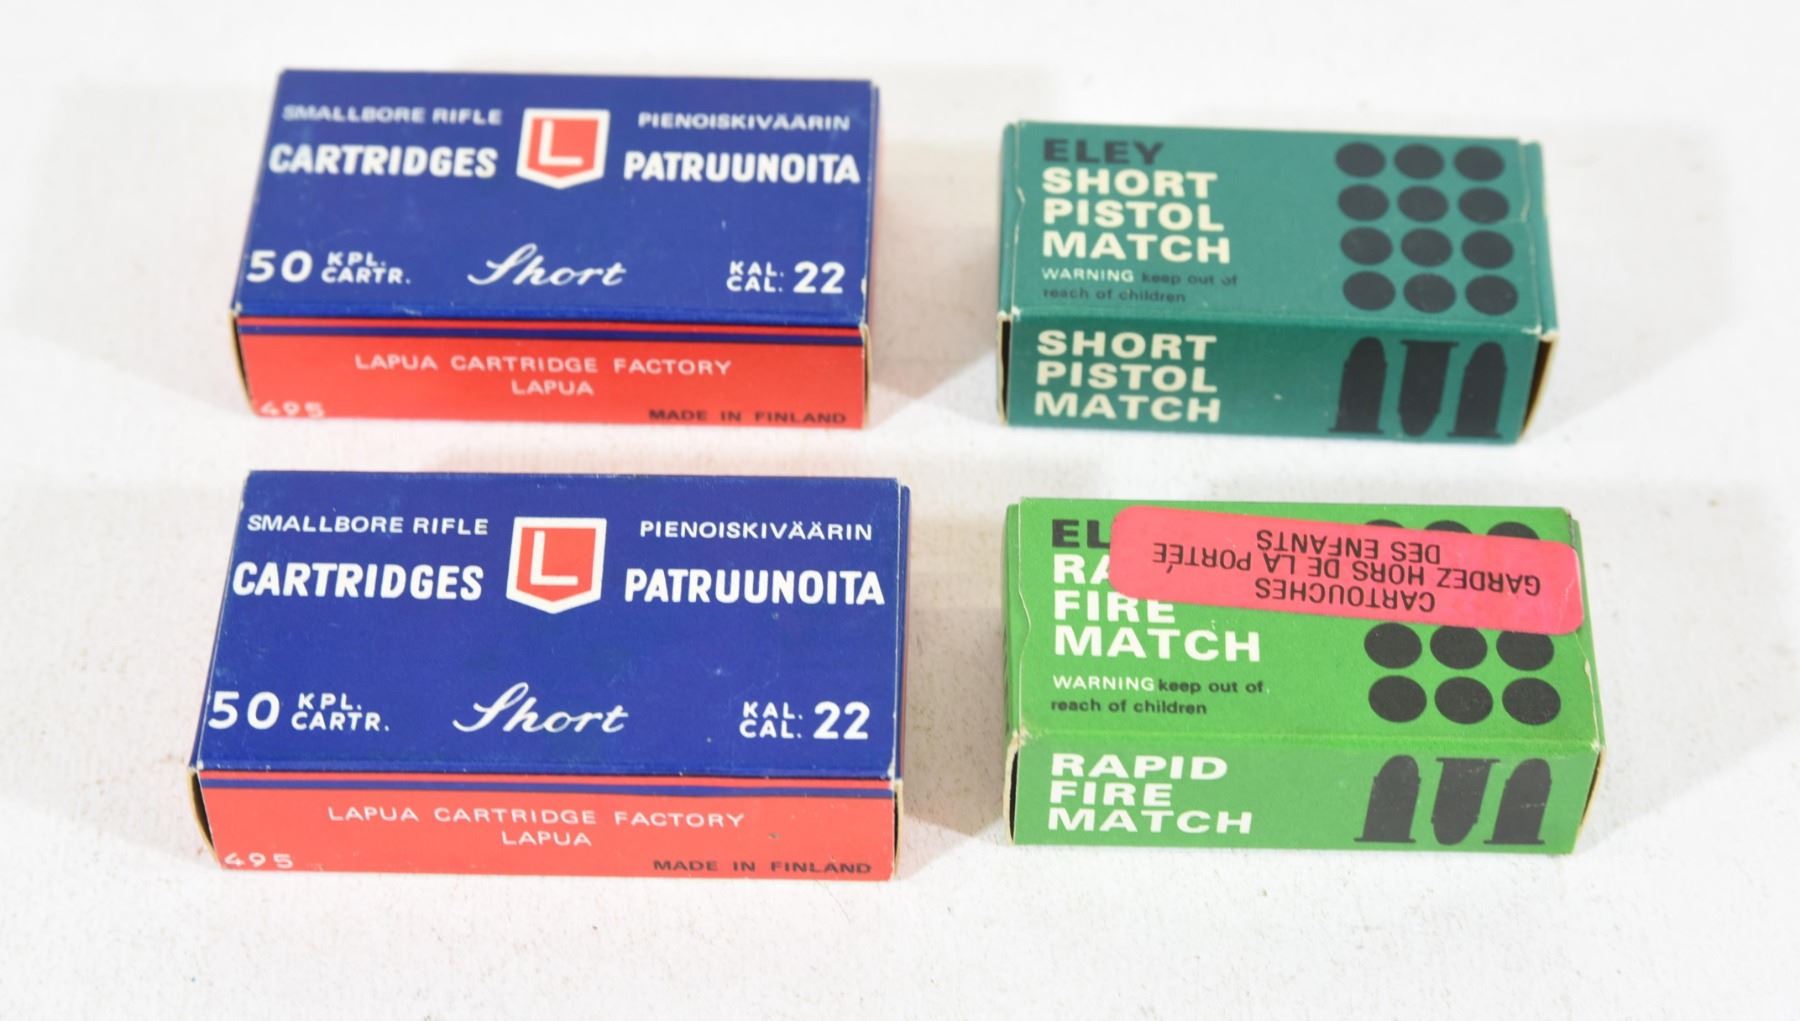 SMALLBORE RIFLE
CARTRIDGES
L
PIENOISKIVÄÄRIN
PATRUUNOITA
50 KPL.
CARTR.
Short
KAL.
CAL. 22
LAPUA CARTRIDGE FACTORY
LAPUA
495
MADE IN FINLAND
ELEY
SHORT
PISTOL
MATCH
WARNING keep out of
reach of children
SHORT
PISTOL
MATCH
SMALLBORE RIFLE
CARTRIDGES
L
PIENOISKIVÄÄRIN
PATRUUNOITA
50 KPL.
CARTR.
Short
KAL.
CAL. 22
LAPUA CARTRIDGE FACTORY
LAPUA
495
MADE IN FINLAND
EL
RA
FIRE
MATCH
CARTOUCHES
GARDEZ HORS DE LA PORTÉE
DES ENFANTS
WARNING keep out of
reach of children
RAPID
FIRE
MATCH